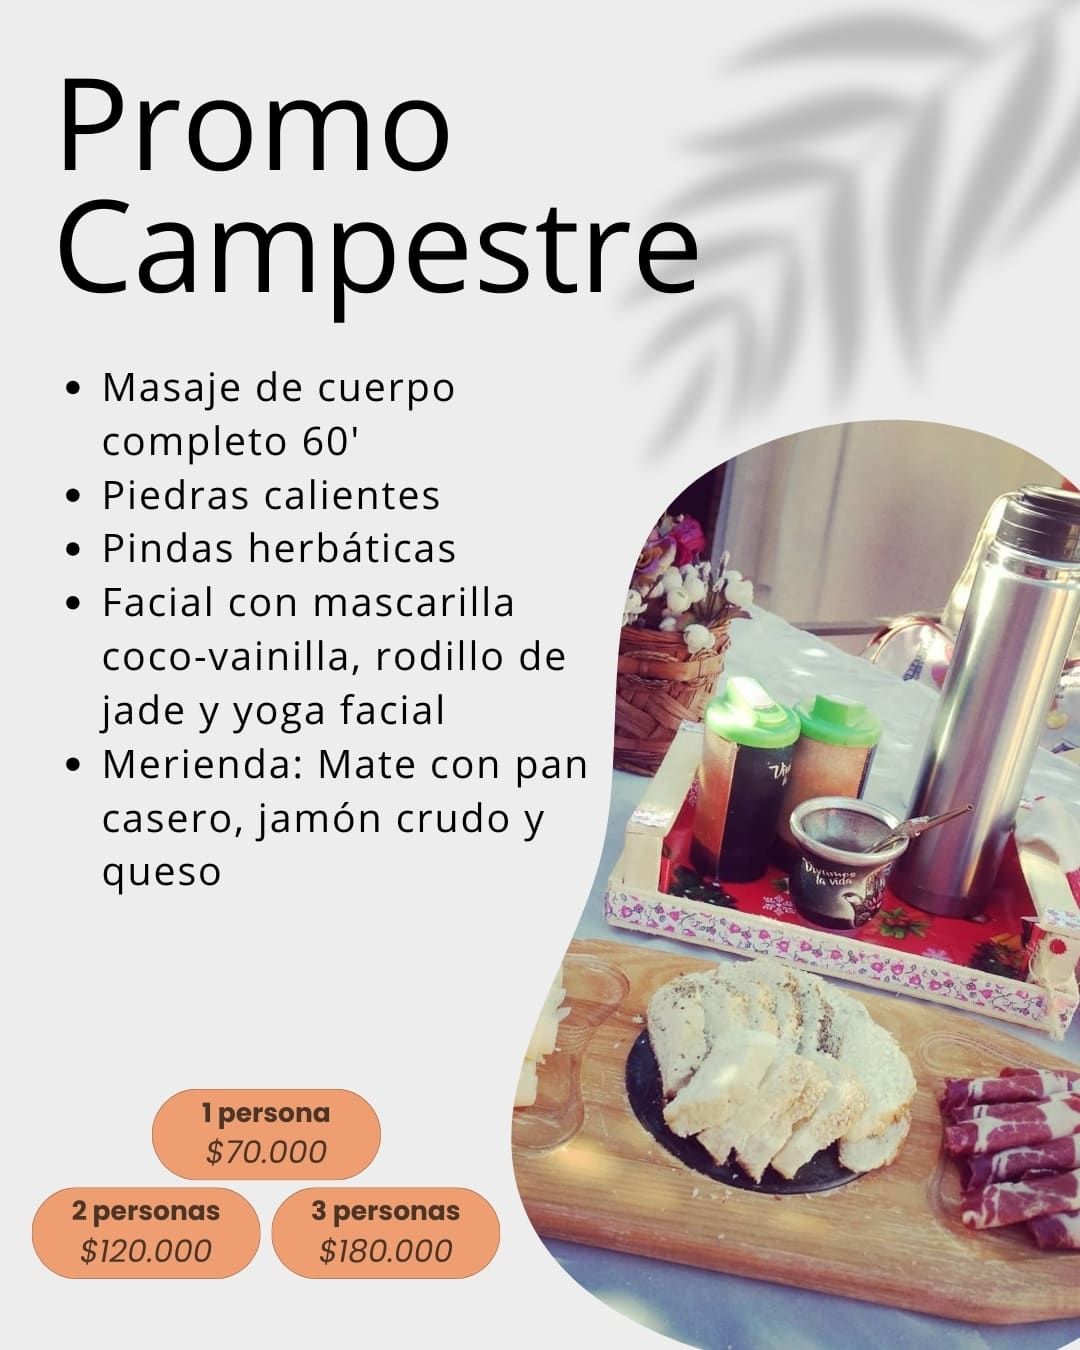 Promo
Campestre
• Masaje de cuerpo
completo 60'
• Piedras calientes
• Pindas herbáticas
• Facial con mascarilla
coco-vainilla, rodillo de
jade y yoga facial
• Merienda: Mate con pan
casero, jamón crudo y
queso
la vida
1 persona
$70.000
2 personas
$120.000
3 personas
$180.000